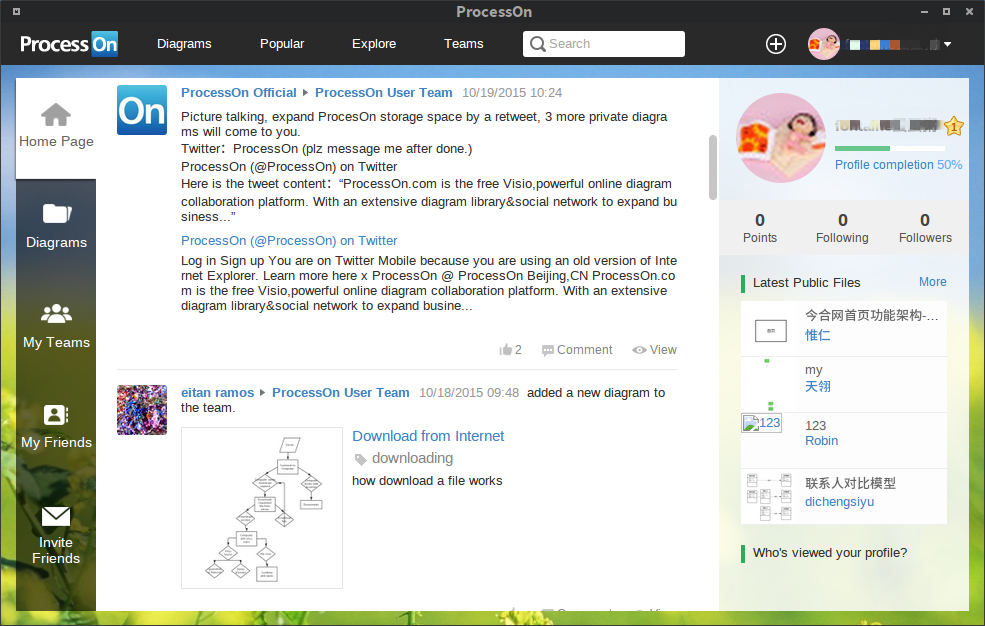 ProcessOn
ProcessOn
Diagrams
Popular
Explore
Teams
Search
Home Page
Diagrams
My Teams
My Friends
Invite
Friends
On
ProcessOn Official ProcessOn User Team 10/19/2015 10:24
Picture talking, expand ProcesOn storage space by a retweet, 3 more private diagra
ms will come to you.
Twitter：ProcessOn (plz message me after done.)
ProcessOn (@ProcessOn) on Twitter
Here is the tweet content：“ProcessOn.com is the free Visio,powerful online diagram
collaboration platform. With an extensive diagram library&social network to expand bu
siness...”
ProcessOn (@ProcessOn) on Twitter
Log in Sign up You are on Twitter Mobile because you are using an old version of Inte
rnet Explorer. Learn more here x ProcessOn @ ProcessOn Beijing,CN ProcessOn.co
m is the free Visio,powerful online diagram collaboration platform. With an extensive
diagram library&social network to expand busine...
2
Comment
View
eitan ramos ProcessOn User Team 10/18/2015 09:48 added a new diagram to
the team.
Download from Internet
downloading
how download a file works
1
Profile completion 50%
0
Points
0
Following
0
Followers
Latest Public Files
More
今合网首页功能架构-...
惟仁
my
天翎
123
123
Robin
联系人对比模型
dichengsiyu
Who's viewed your profile?